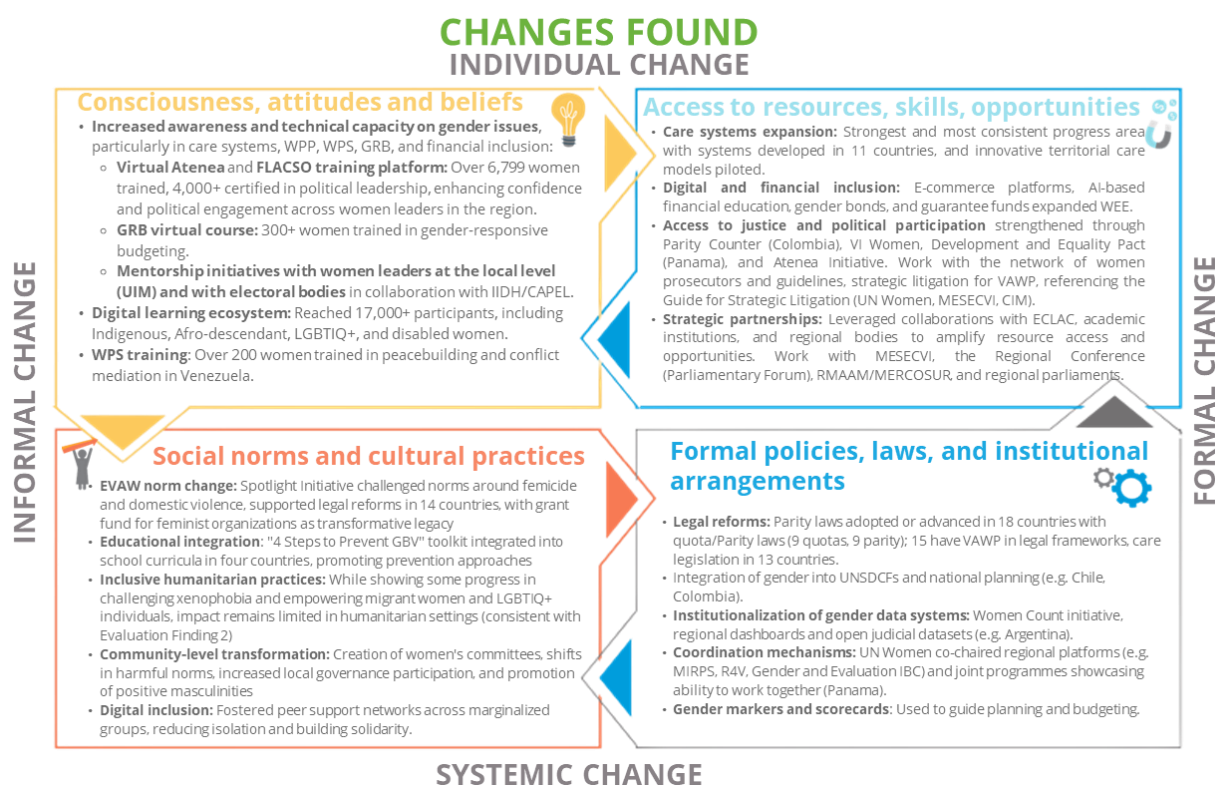 CHANGES FOUND
INDIVIDUAL CHANGE
INFORMAL CHANGE
Consciousness, attitudes and beliefs
• Increased awareness and technical capacity on gender issues,
particularly in care systems, WPP, WPS, GRB, and financial inclusion:
○ Virtual Atenea and FLACSO training platform: Over 6,799 women
trained, 4,000+ certified in political leadership, enhancing confidence
and political engagement across women leaders in the region.
○ GRB virtual course: 300+ women trained in gender-responsive
budgeting.
○ Mentorship initiatives with women leaders at the local level
(UIM) and with electoral bodies in collaboration with IIDH/CAPEL.
• Digital learning ecosystem: Reached 17,000+ participants, including
Indigenous, Afro-descendant, LGBTIQ+, and disabled women.
• WPS training: Over 200 women trained in peacebuilding and conflict
mediation in Venezuela.
Access to resources, skills, opportunities
• Care systems expansion: Strongest and most consistent progress area
with systems developed in 11 countries, and innovative territorial care
models piloted.
• Digital and financial inclusion: E-commerce platforms, AI-based
financial education, gender bonds, and guarantee funds expanded WEE.
• Access to justice and political participation strengthened through
Parity Counter (Colombia), VI Women, Development and Equality Pact
(Panama), and Atenea Initiative. Work with the network of women
prosecutors and guidelines, strategic litigation for VAWP, referencing the
Guide for Strategic Litigation (UN Women, MESECVI, CIM).
• Strategic partnerships: Leveraged collaborations with ECLAC, academic
institutions, and regional bodies to amplify resource access and
opportunities. Work with MESECVI, the Regional Conference
(Parliamentary Forum), RMAAM/MERCOSUR, and regional parliaments.
FORMAL CHANGE
Social norms and cultural practices
• EVAW norm change: Spotlight Initiative challenged norms around femicide
and domestic violence, supported legal reforms in 14 countries, with grant
fund for feminist organizations as transformative legacy
• Educational integration: "4 Steps to Prevent GBV" toolkit integrated into
school curricula in four countries, promoting prevention approaches
• Inclusive humanitarian practices: While showing some progress in
challenging xenophobia and empowering migrant women and LGBTIQ+
individuals, impact remains limited in humanitarian settings (consistent with
Evaluation Finding 2)
• Community-level transformation: Creation of women's committees, shifts
in harmful norms, increased local governance participation, and promotion
of positive masculinities
• Digital inclusion: Fostered peer support networks across marginalized
groups, reducing isolation and building solidarity.
Formal policies, laws, and institutional
arrangements
• Legal reforms: Parity laws adopted or advanced in 18 countries with
quota/Parity laws (9 quotas, 9 parity); 15 have VAWP in legal frameworks, care
legislation in 13 countries.
• Integration of gender into UNSDCFs and national planning (e.g. Chile,
Colombia).
• Institutionalization of gender data systems: Women Count initiative,
regional dashboards and open judicial datasets (e.g. Argentina).
• Coordination mechanisms: UN Women co-chaired regional platforms (e.g.
MIRPS, R4V, Gender and Evaluation IBC) and joint programmes showcasing
ability to work together (Panama).
• Gender markers and scorecards: Used to guide planning and budgeting.
SYSTEMIC CHANGE